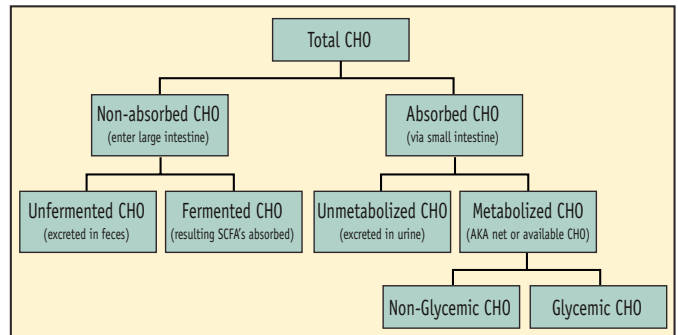 Total CHO
Non-absorbed CHO
(enter large intestine)
Absorbed CHO
(via small intestine)
Unfermented CHO
(excreted in feces)
Fermented CHO
(resulting SCFA's absorbed)
Unmetabolized CHO
(excreted in urine)
Metabolized CHO
(AKA net or available CHO)
Non-Glycemic CHO
Glycemic CHO